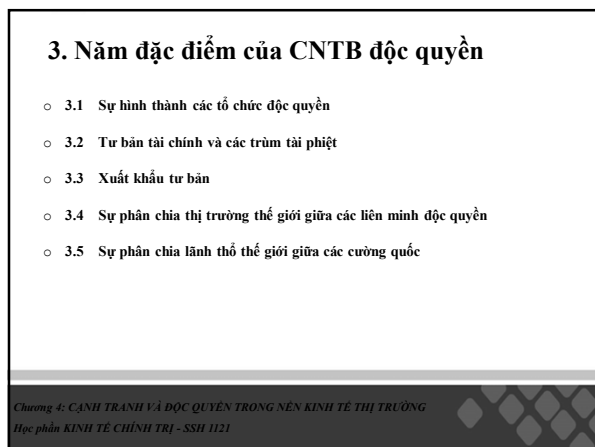 3. Năm đặc điểm của CNTB độc quyền
o 3.1 Sự hình thành các tổ chức độc quyền
o 3.2 Tư bản tài chính và các trùm tài phiệt
o 3.3 Xuất khẩu tư bản
o 3.4 Sự phân chia thị trường thế giới giữa các liên minh độc quyền
o 3.5 Sự phân chia lãnh thổ thế giới giữa các cường quốc
Chương 4: CẠNH TRANH VÀ ĐỘC QUYỀN TRONG NỀN KINH TẾ THỊ TRƯỜNG
Học phần KINH TẾ CHÍNH TRỊ - SSH 1121